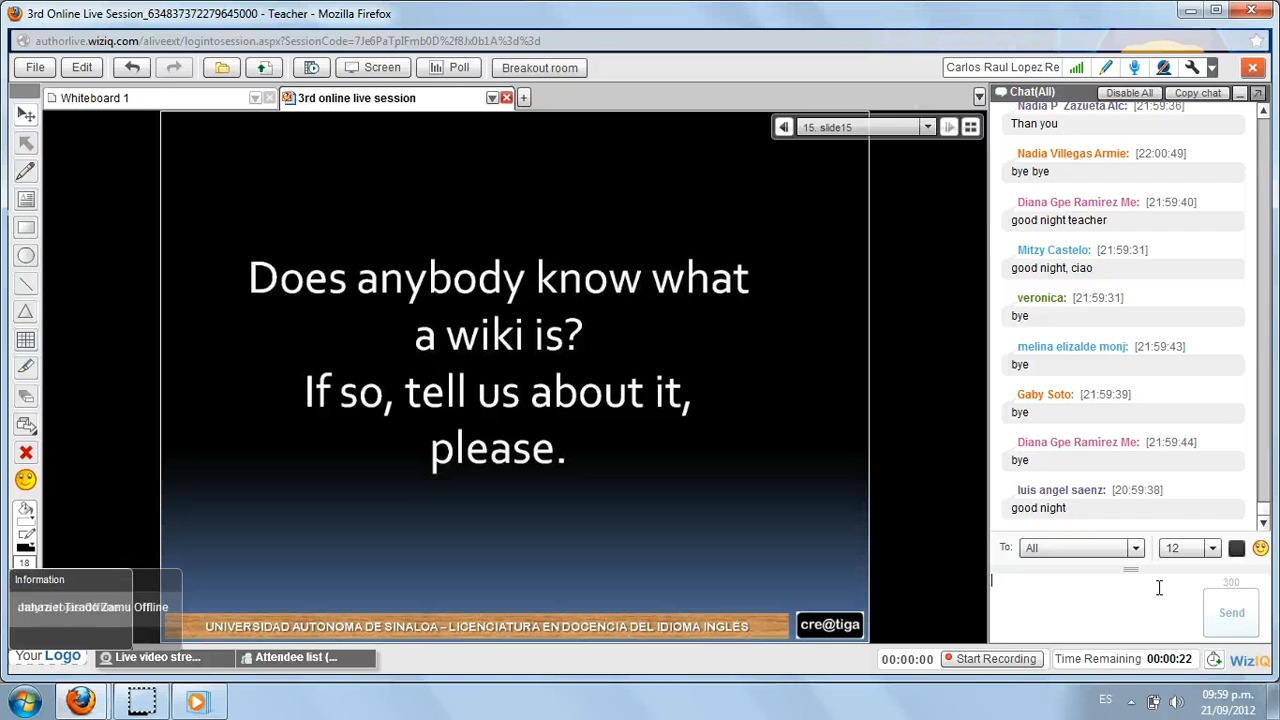 3rd Online Live Session_634837372279645000 - Teacher - Mozilla Firefox
authorlive.wiziq.com/aliveext/logintosession.aspx?SessionCode=7Je6PaTpIFmb0D%2f8Jx0b1A%3d%3d
File Edit Screen Poll Breakout room Carlos Raul Lopez Re
Whiteboard 1 3rd online live session
Chat(All) Disable All Copy chat
15. slide15
Nadia P Zazueta Alc: [21:59:36]
Than you
Nadia Villegas Armie: [22:00:49]
bye bye
Diana Gpe Ramirez Me: [21:59:40]
good night teacher
Mitzy Castelo: [21:59:31]
good night, ciao
veronica: [21:59:31]
bye
melina elizalde monj: [21:59:43]
bye
Gaby Soto: [21:59:39]
bye
Diana Gpe Ramirez Me: [21:59:44]
bye
luis angel saenz: [20:59:38]
good night
To: All 12
300
Send
Does anybody know what
a wiki is?
If so, tell us about it,
please.
18
Information
Tirado Zamu Offline
UNIVERSIDAD AUTONOMA DE SINALOA – LICENCIATURA EN DOCENCIA DEL IDIOMA INGLÉS
cre@tiga
Your Logo Live video stre... Attendee list (...
00:00:00 Start Recording Time Remaining 00:00:22 WizIQ
ES 09:59 p.m.
21/09/2012